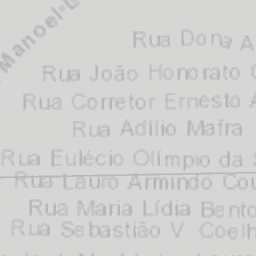 Manoel
Rua Dona A
Rua João Honorato
Rua Corretor Ernesto A
Rua Adílio Mafra
Rua Eulécio Olímpio da S
Rua Lauro Armindo Cou
Rua Maria Lídia Bento
Rua Sebastião V Coelh